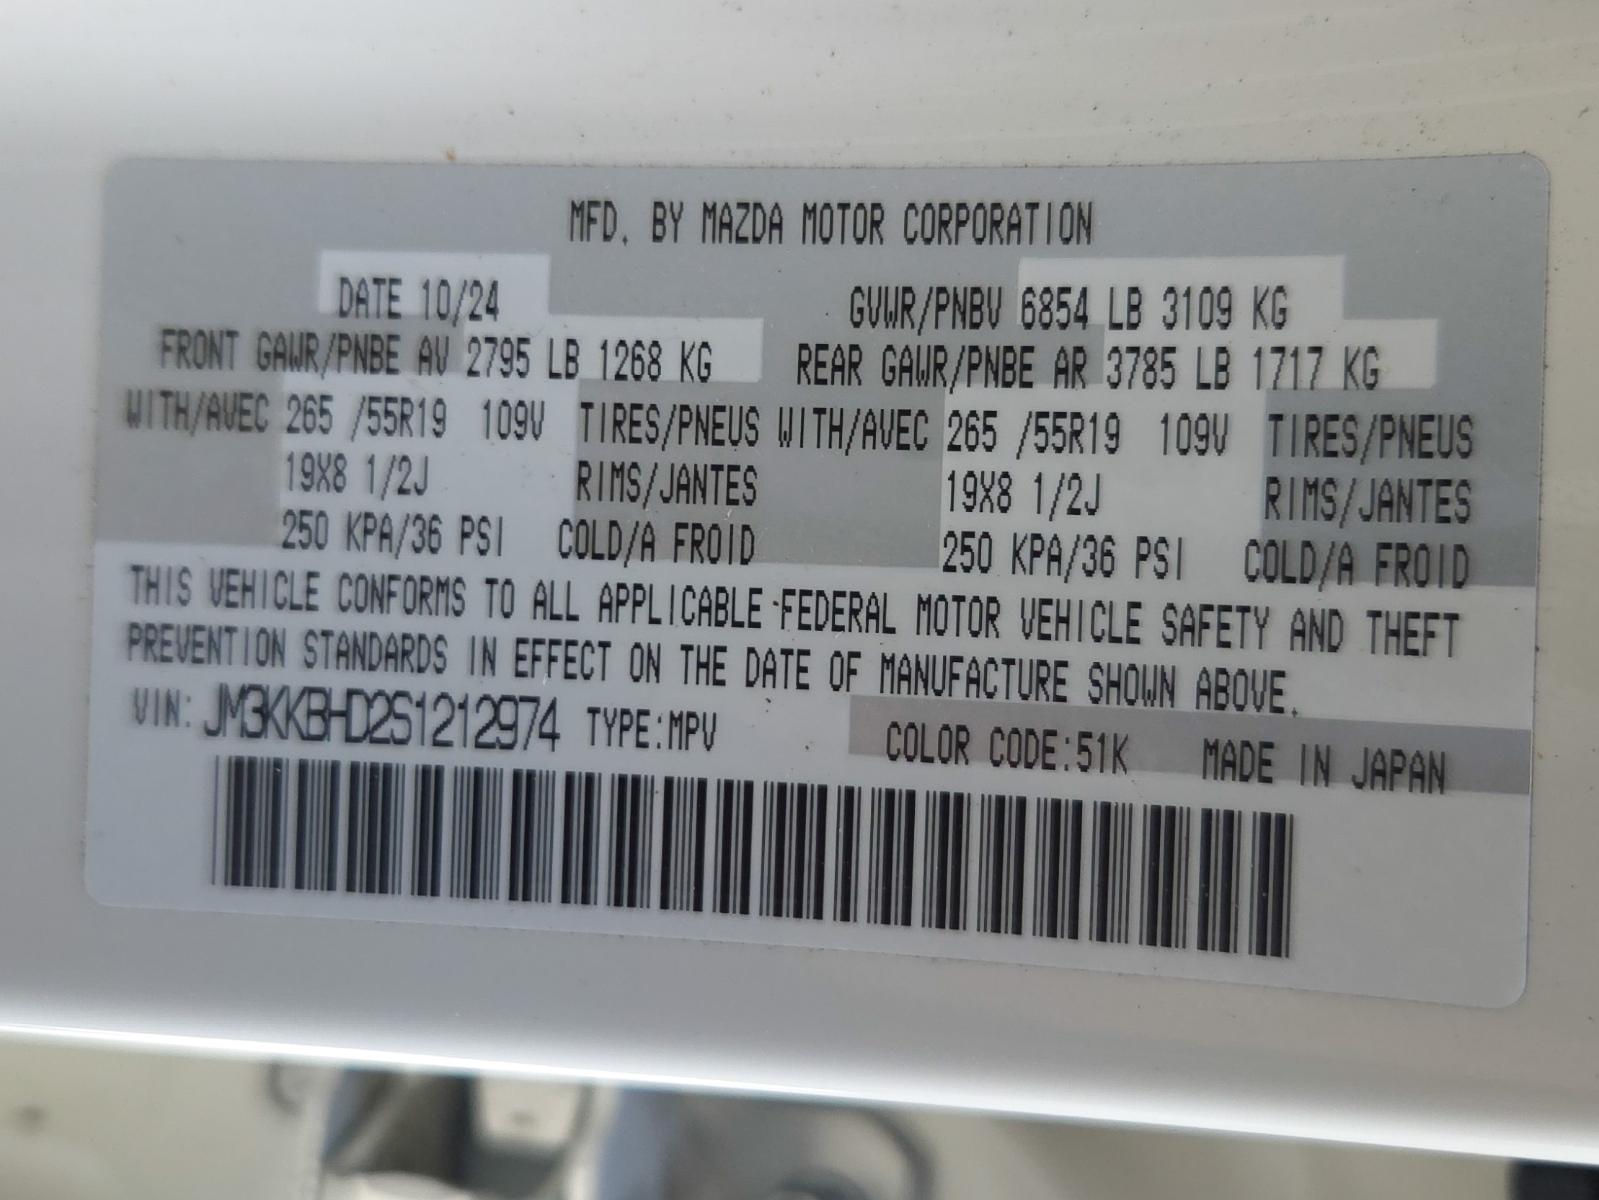 MFD. BY MAZDA MOTOR CORPORATION
DATE 10/24 GVWR/PNBV 6854 LB 3109 KG
FRONT GAWR/PNBE AV 2795 LB 1268 KG REAR GAWR/PNBE AR 3785 LB 1717 KG
WITH/AVEC 265 /55R19 109V TIRES/PNEUS WITH/AVEC 265 /55R19 109V TIRES/PNEUS
19X8 1/2J RIMS/JANTES 19X8 1/2J RIMS/JANTES
250 KPA/36 PSI COLD/A FROID 250 KPA/36 PSI COLD/A FROID
THIS VEHICLE CONFORMS TO ALL APPLICABLE FEDERAL MOTOR VEHICLE SAFETY AND THEFT
PREVENTION STANDARDS IN EFFECT ON THE DATE OF MANUFACTURE SHOWN ABOVE.
VIN: JM3KKBHD2S1212974 TYPE:MPV COLOR CODE:51K MADE IN JAPAN